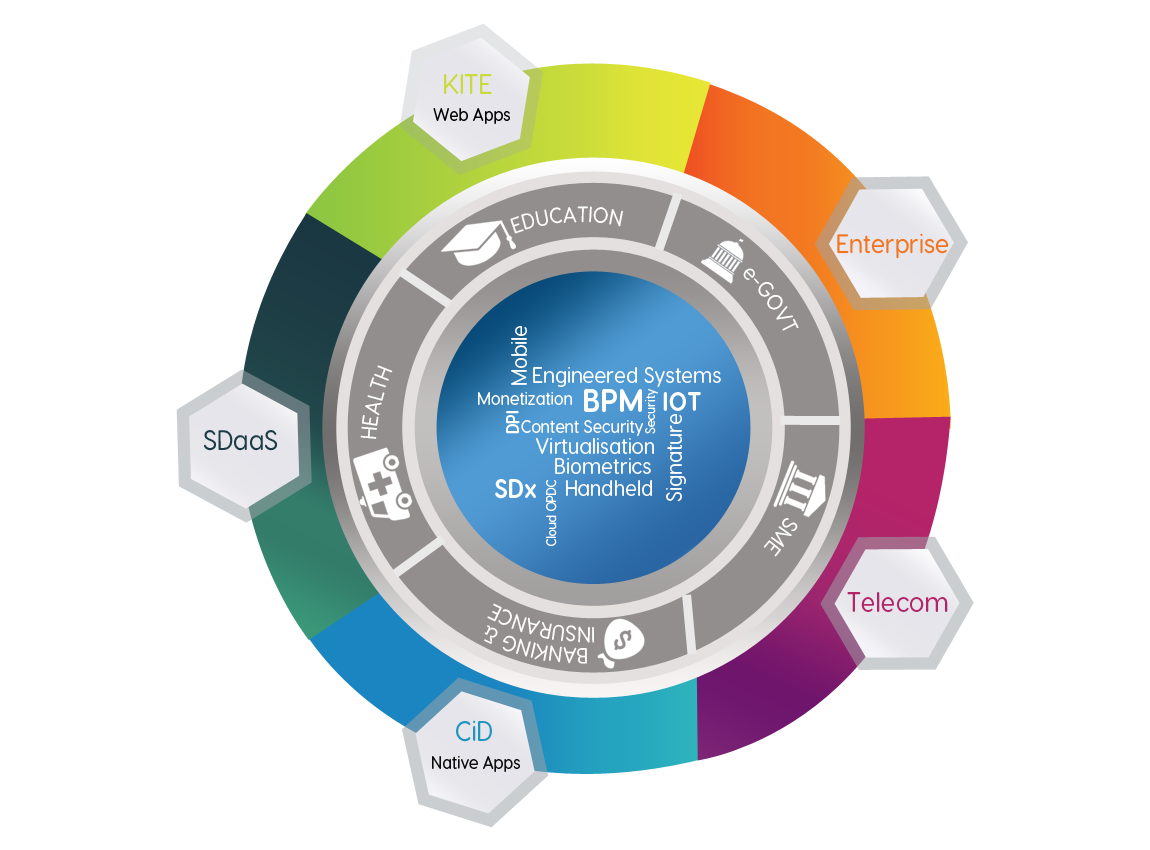 KITE
Web Apps
Enterprise
Telecom
CiD
Native Apps
SDaaS
EDUCATION
e-GOVT
SME
BANKING &
INSURANCE
HEALTH
Mobile
Engineered Systems
Monetization
BPM
Security
IOT
DPI
Content Security
Signature
Virtualisation
Biometrics
SDx
Cloud OPDC
Handheld